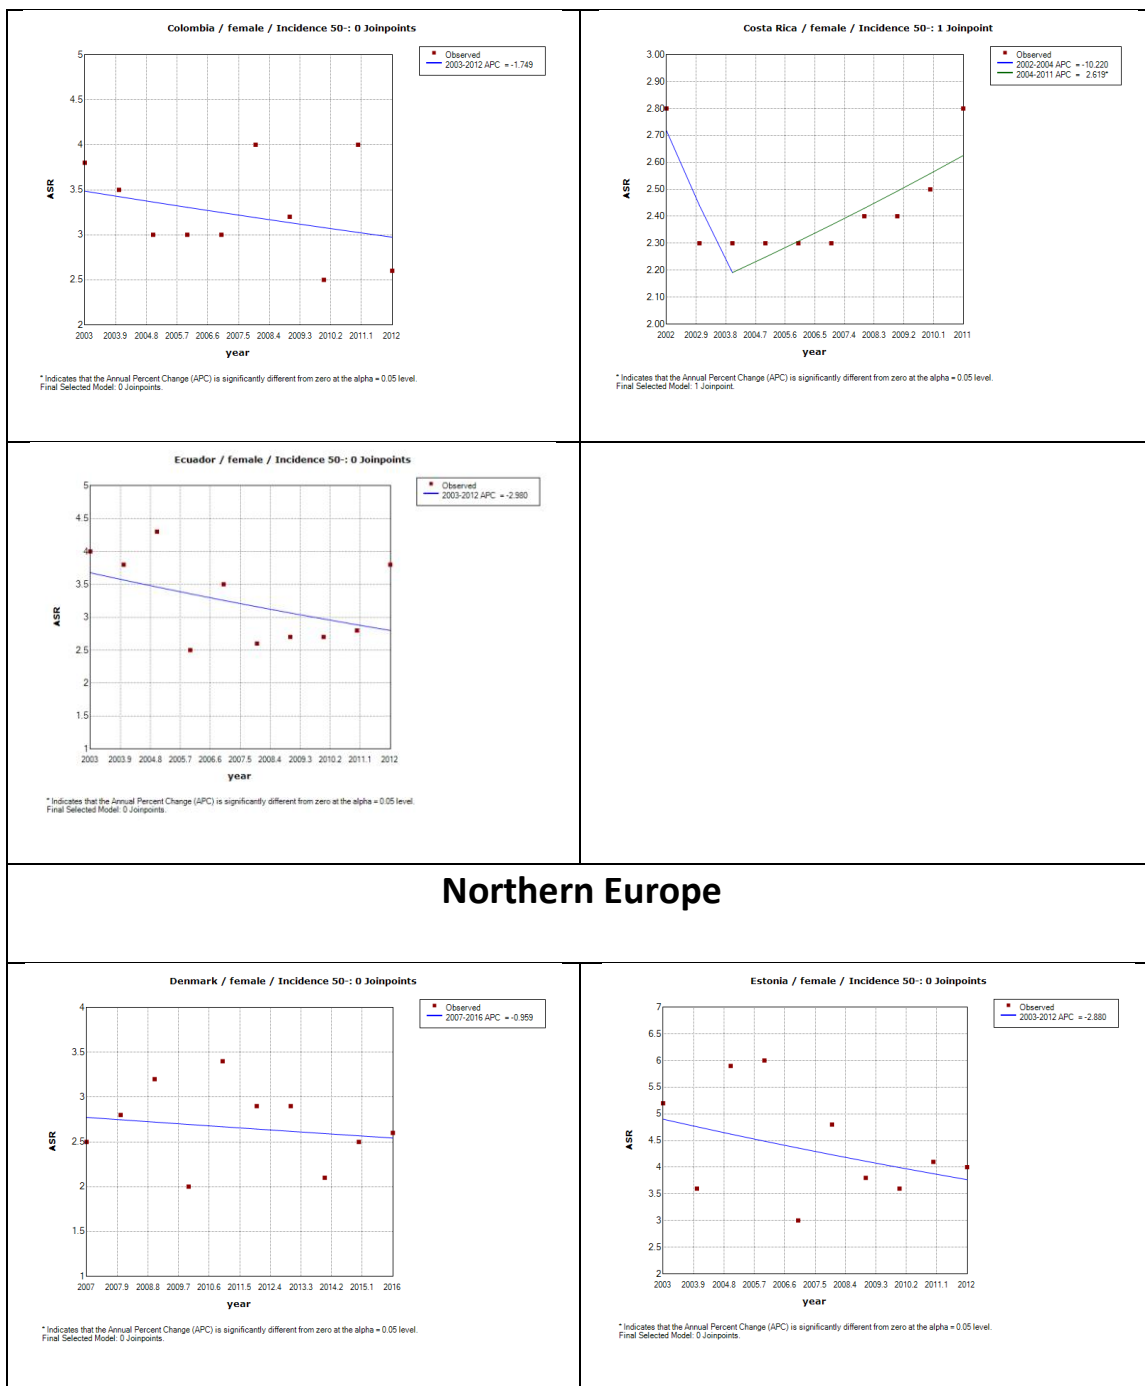 Colombia / female / Incidence 50-: 0 Joinpoints
Observed
2003-2012 APC = -1.749
5
4.5
4
3.5
3
2.5
2
ASR
2003 2003.9 2004.8 2005.7 2006.6 2007.5 2008.4 2009.3 2010.2 2011.1 2012
year
* Indicates that the Annual Percent Change (APC) is significantly different from zero at the alpha = 0.05 level.
Final Selected Model: 0 Joinpoints.
Costa Rica / female / Incidence 50-: 1 Joinpoint
Observed
2002-2004 APC = -10.220
2004-2011 APC = 2.619*
3.00
2.90
2.80
2.70
2.60
2.50
2.40
2.30
2.20
2.10
2.00
ASR
2002 2002.9 2003.8 2004.7 2005.6 2006.5 2007.4 2008.3 2009.2 2010.1 2011
year
* Indicates that the Annual Percent Change (APC) is significantly different from zero at the alpha = 0.05 level.
Final Selected Model: 1 Joinpoint.
Ecuador / female / Incidence 50-: 0 Joinpoints
Observed
2003-2012 APC = -2.980
5
4.5
4
3.5
3
2.5
2
1.5
1
ASR
2003 2003.9 2004.8 2005.7 2006.6 2007.5 2008.4 2009.3 2010.2 2011.1 2012
year
* Indicates that the Annual Percent Change (APC) is significantly different from zero at the alpha = 0.05 level.
Final Selected Model: 0 Joinpoints.
Northern Europe
Denmark / female / Incidence 50-: 0 Joinpoints
Observed
2007-2016 APC = -0.959
4
3.5
3
2.5
2
1.5
1
ASR
2007 2007.9 2008.8 2009.7 2010.6 2011.5 2012.4 2013.3 2014.2 2015.1 2016
year
* Indicates that the Annual Percent Change (APC) is significantly different from zero at the alpha = 0.05 level.
Final Selected Model: 0 Joinpoints.
Estonia / female / Incidence 50-: 0 Joinpoints
Observed
2003-2012 APC = -2.880
7
6.5
6
5.5
5
4.5
4
3.5
3
2.5
2
ASR
2003 2003.9 2004.8 2005.7 2006.6 2007.5 2008.4 2009.3 2010.2 2011.1 2012
year
* Indicates that the Annual Percent Change (APC) is significantly different from zero at the alpha = 0.05 level.
Final Selected Model: 0 Joinpoints.